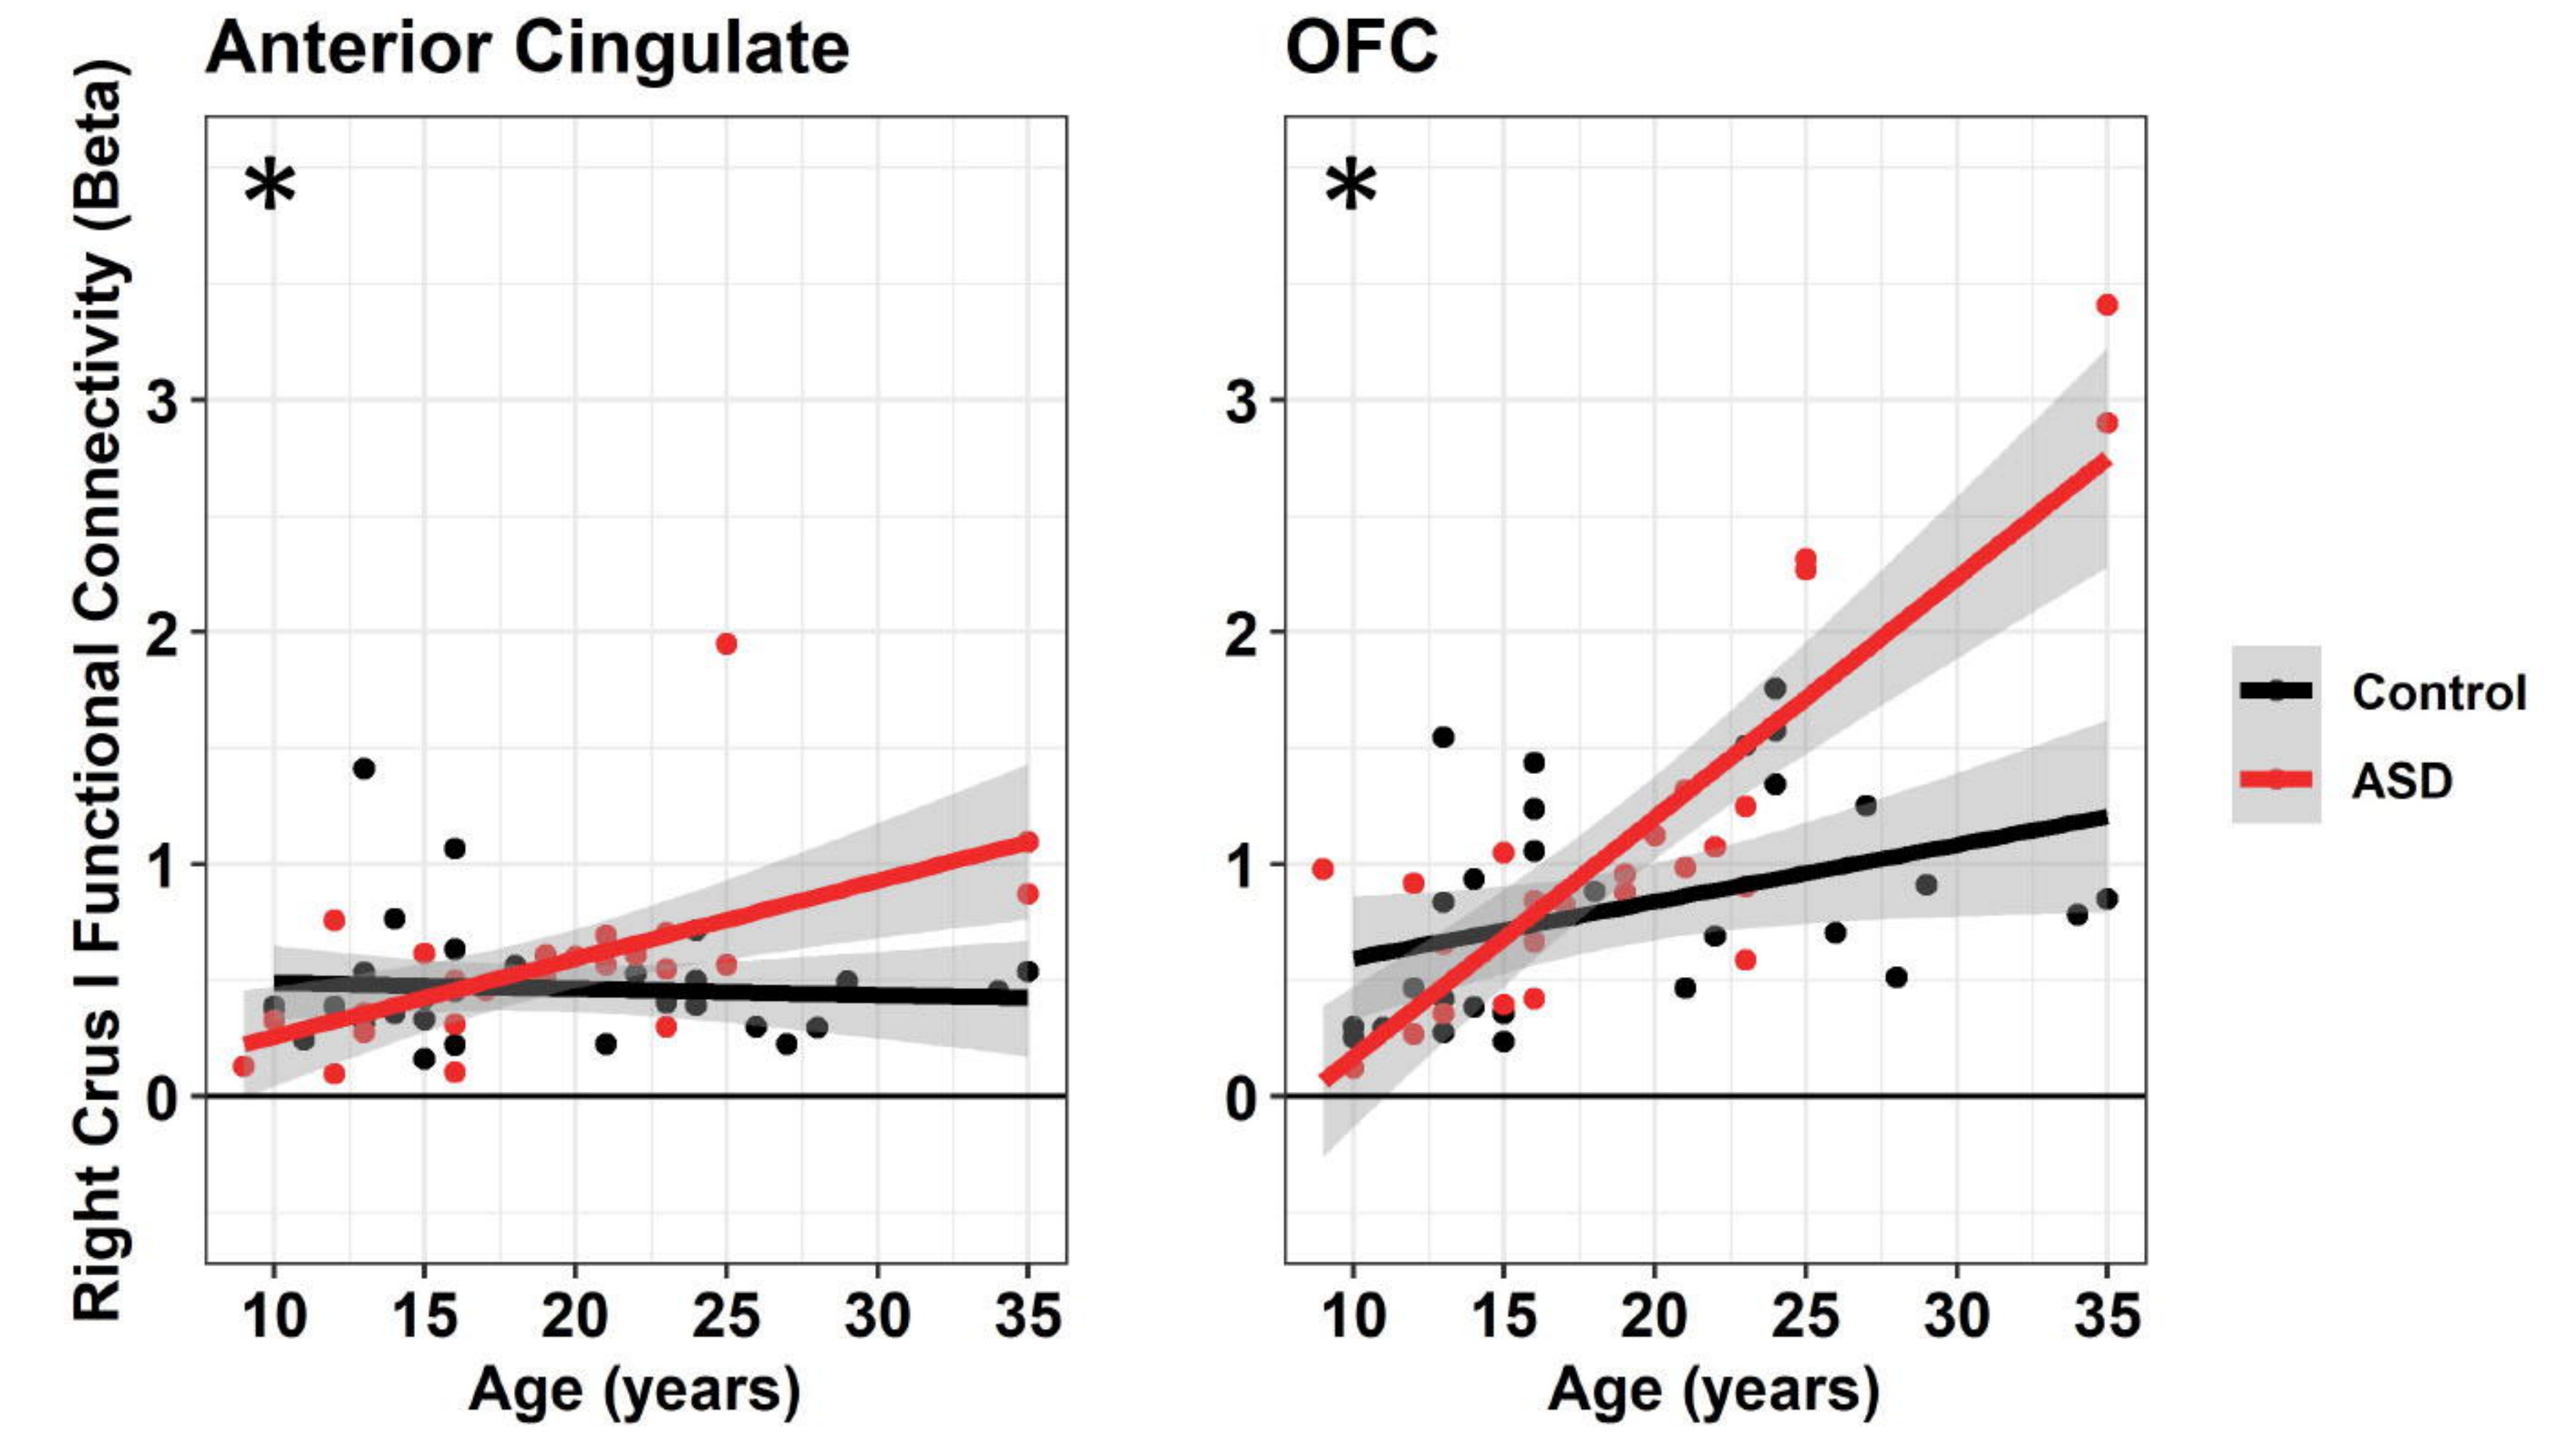 Anterior Cingulate
OFC
Right Crus I Functional Connectivity (Beta)
*
*
3
2
1
0
3
2
1
0
10 15 20 25 30 35
10 15 20 25 30 35
Age (years)
Age (years)
Control
ASD